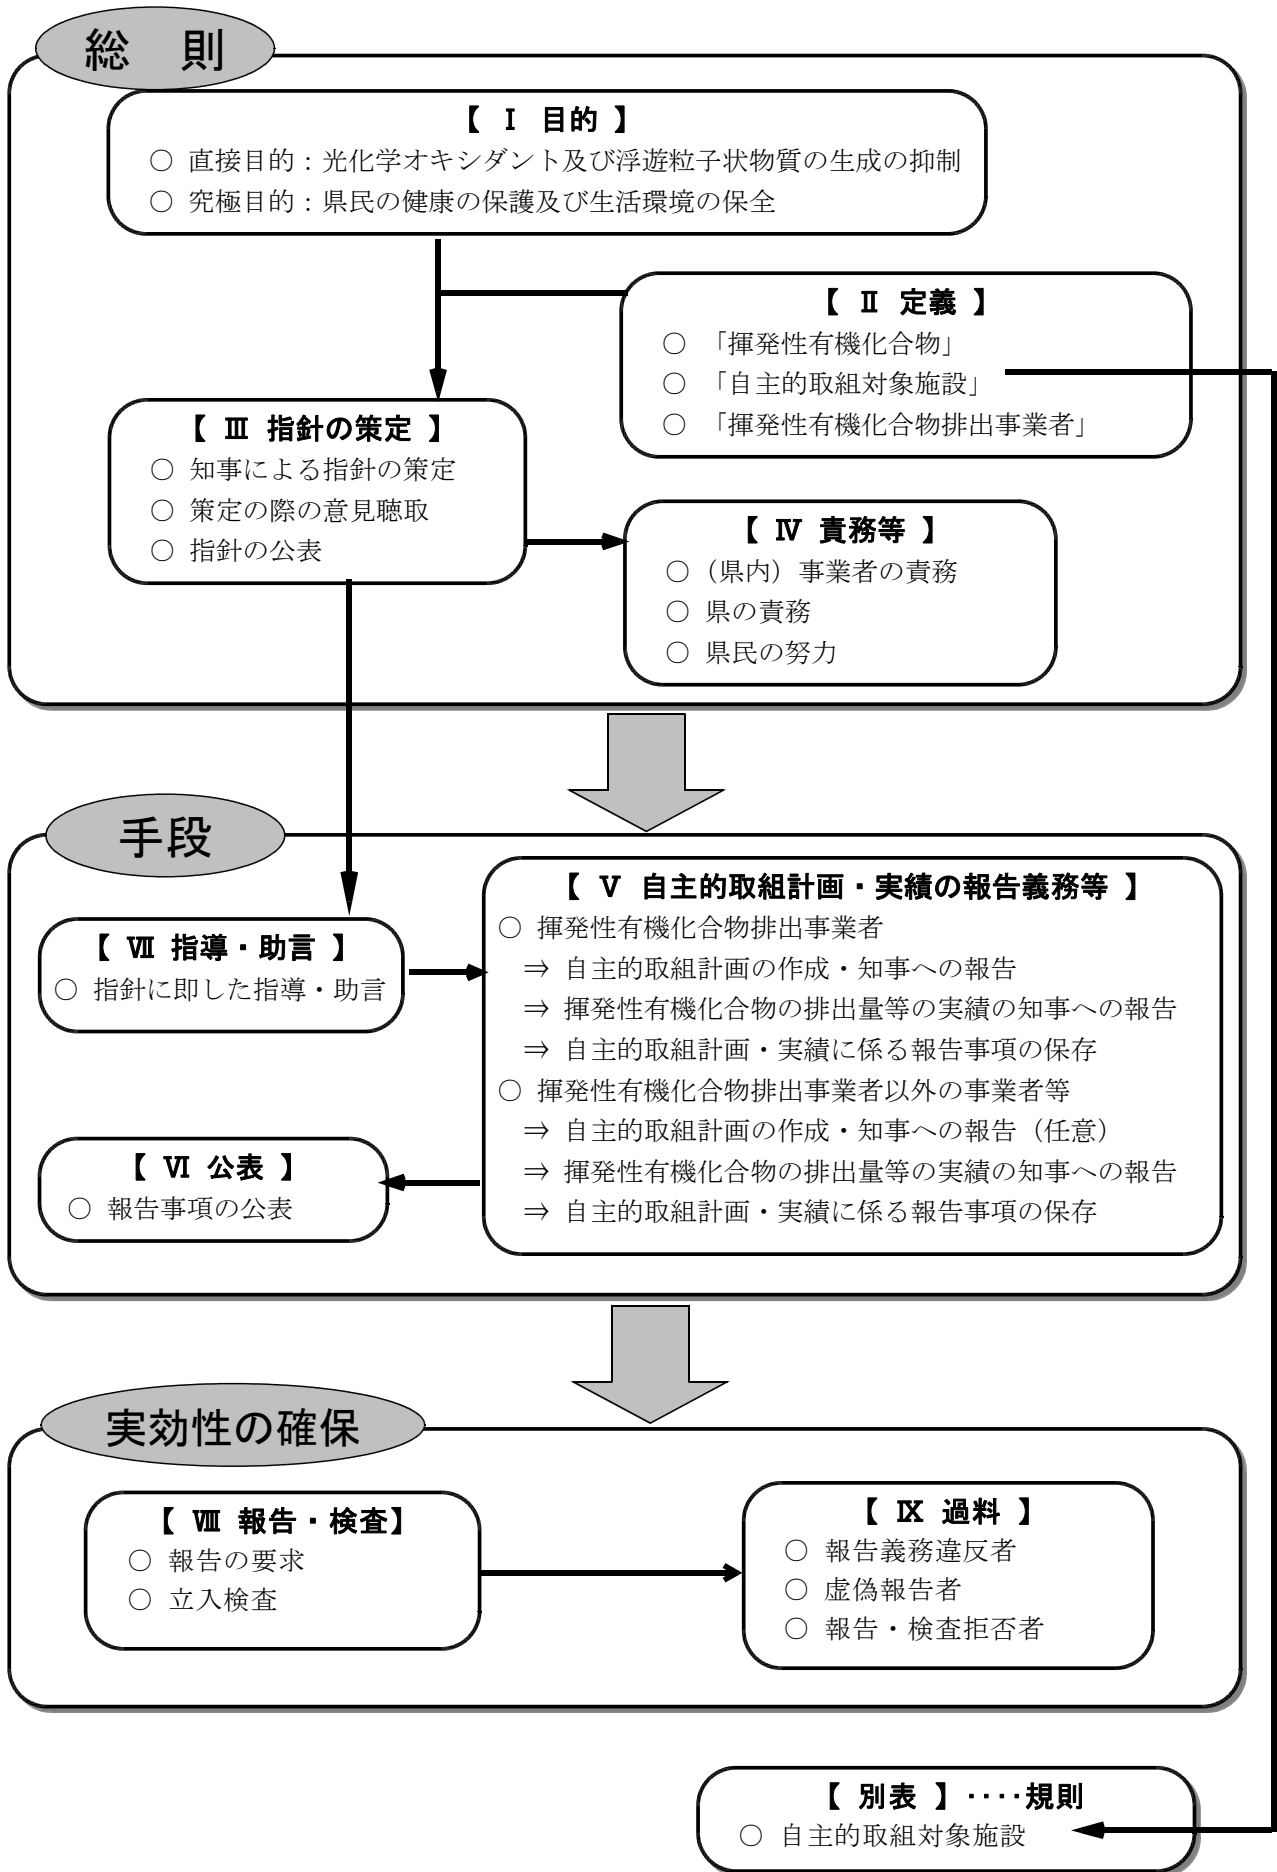 総　則
【 Ⅰ 目的 】
○ 直接目的：光化学オキシダント及び浮遊粒子状物質の生成の抑制
○ 究極目的：県民の健康の保護及び生活環境の保全
【 Ⅱ 定義 】
○ 「揮発性有機化合物」
○ 「自主的取組対象施設」
○ 「揮発性有機化合物排出事業者」
【 Ⅲ 指針の策定 】
○ 知事による指針の策定
○ 策定の際の意見聴取
○ 指針の公表
【 Ⅳ 責務等 】
○（県内）事業者の責務
○ 県の責務
○ 県民の努力
手段
【 Ⅴ 自主的取組計画・実績の報告義務等 】
○ 揮発性有機化合物排出事業者
⇒ 自主的取組計画の作成・知事への報告
⇒ 揮発性有機化合物の排出量等の実績の知事への報告
⇒ 自主的取組計画・実績に係る報告事項の保存
○ 揮発性有機化合物排出事業者以外の事業者等
⇒ 自主的取組計画の作成・知事への報告（任意）
⇒ 揮発性有機化合物の排出量等の実績の知事への報告
⇒ 自主的取組計画・実績に係る報告事項の保存
【 Ⅶ 指導・助言 】
○ 指針に即した指導・助言
【 Ⅵ 公表 】
○ 報告事項の公表
実効性の確保
【 Ⅷ 報告・検査】
○ 報告の要求
○ 立入検査
【 Ⅸ 過料 】
○ 報告義務違反者
○ 虚偽報告者
○ 報告・検査拒否者
【 別表 】‥‥規則
○ 自主的取組対象施設